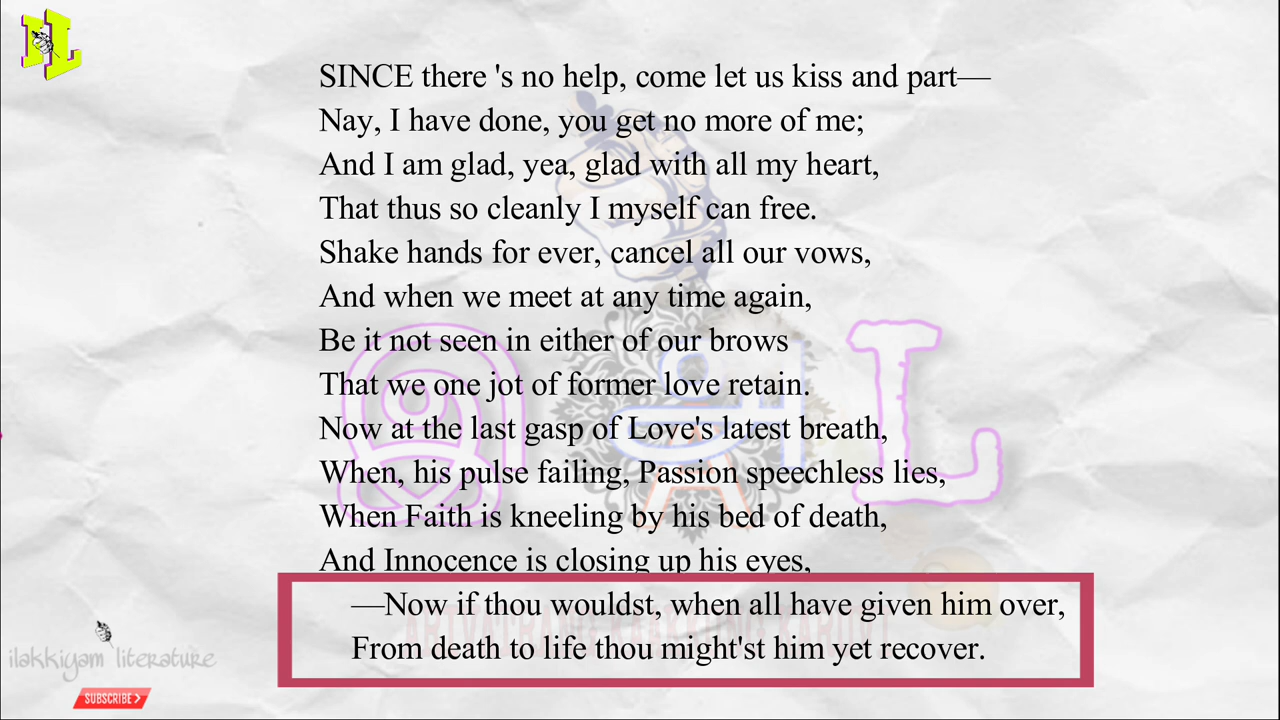 IL
SINCE there 's no help, come let us kiss and part—
Nay, I have done, you get no more of me;
And I am glad, yea, glad with all my heart,
That thus so cleanly I myself can free.
Shake hands for ever, cancel all our vows,
And when we meet at any time again,
Be it not seen in either of our brows
That we one jot of former love retain.
Now at the last gasp of Love's latest breath,
When, his pulse failing, Passion speechless lies,
When Faith is kneeling by his bed of death,
And Innocence is closing up his eyes,
—Now if thou wouldst, when all have given him over,
From death to life thou might'st him yet recover.
ilakkiyam literature
SUBSCRIBE >